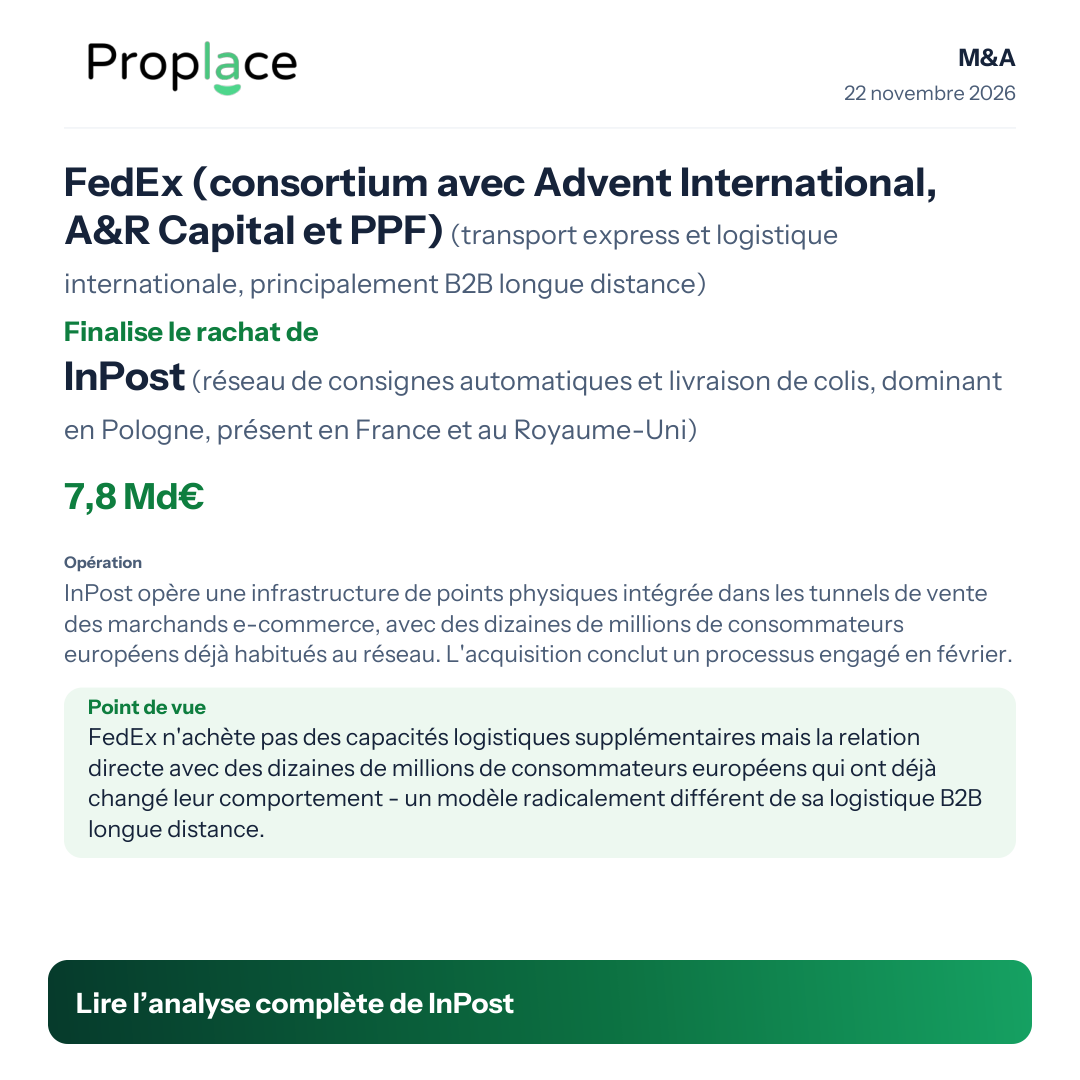 Proplace
M&A
22 novembre 2026
FedEx (consortium avec Advent International,
A&R Capital et PPF) (transport express et logistique
internationale, principalement B2B longue distance)
Finalise le rachat de
InPost (réseau de consignes automatiques et livraison de colis, dominant
en Pologne, présent en France et au Royaume-Uni)
7,8 Md€
Opération
InPost opère une infrastructure de points physiques intégrée dans les tunnels de vente
des marchands e-commerce, avec des dizaines de millions de consommateurs
européens déjà habitués au réseau. L'acquisition conclut un processus engagé en février.
Point de vue
FedEx n'achète pas des capacités logistiques supplémentaires mais la relation
directe avec des dizaines de millions de consommateurs européens qui ont déjà
changé leur comportement - un modèle radicalement différent de sa logistique B2B
longue distance.
Lire l’analyse complète de InPost